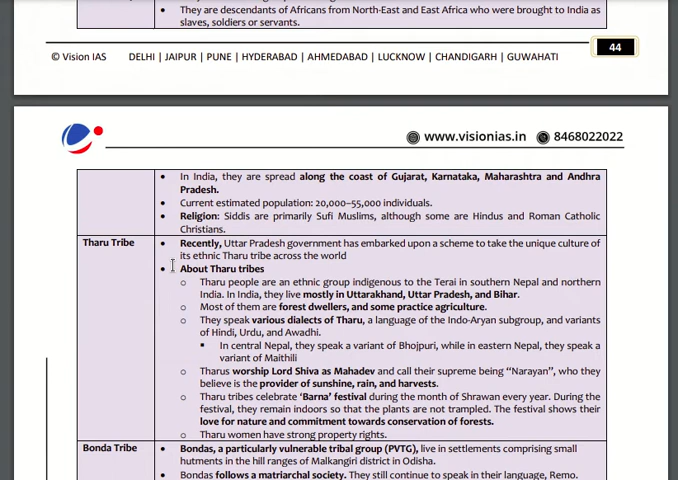 • They are descendants of Africans from North-East and East Africa who were brought to India as
slaves, soldiers or servants.
© Vision IAS DELHI | JAIPUR | PUNE | HYDERABAD | AHMEDABAD | LUCKNOW | CHANDIGARH | GUWAHATI 44
www.visionias.in 8468022022
• In India, they are spread along the coast of Gujarat, Karnataka, Maharashtra and Andhra
Pradesh.
• Current estimated population: 20,000–55,000 individuals.
• Religion: Siddis are primarily Sufi Muslims, although some are Hindus and Roman Catholic
Christians.
Tharu Tribe • Recently, Uttar Pradesh government has embarked upon a scheme to take the unique culture of
its ethnic Tharu tribe across the world
• About Tharu tribes
o Tharu people are an ethnic group indigenous to the Terai in southern Nepal and northern
India. In India, they live mostly in Uttarakhand, Uttar Pradesh, and Bihar.
o Most of them are forest dwellers, and some practice agriculture.
o They speak various dialects of Tharu, a language of the Indo-Aryan subgroup, and variants
of Hindi, Urdu, and Awadhi.
▪ In central Nepal, they speak a variant of Bhojpuri, while in eastern Nepal, they speak a
variant of Maithili
o Tharus worship Lord Shiva as Mahadev and call their supreme being “Narayan”, who they
believe is the provider of sunshine, rain, and harvests.
o Tharu tribes celebrate ‘Barna’ festival during the month of Shrawan every year. During the
festival, they remain indoors so that the plants are not trampled. The festival shows their
love for nature and commitment towards conservation of forests.
o Tharu women have strong property rights.
Bonda Tribe • Bondas, a particularly vulnerable tribal group (PVTG), live in settlements comprising small
hutments in the hill ranges of Malkangiri district in Odisha.
• Bondas follow a matriarchal society. They still continue to speak in their language, Remo.